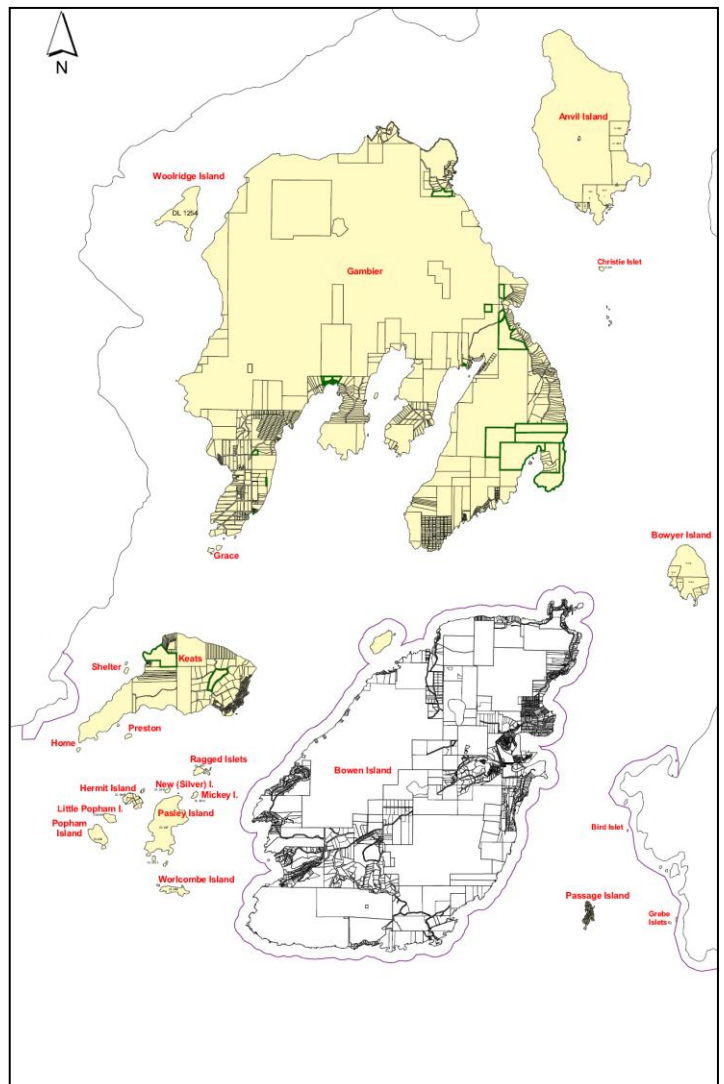 N
Anvil Island
Woolridge Island
DL 1254
Christie Islet
Gambier
Bowyer Island
Grace
Keats
Shelter
Preston
Home
Ragged Islets
Bowen Island
New (Silver) I.
Hermit Island
Mickey I.
Little Popham I.
Pasley Island
Popham
Island
Bird Islet
Worlcombe Island
Passage Island
Grebe
Islets